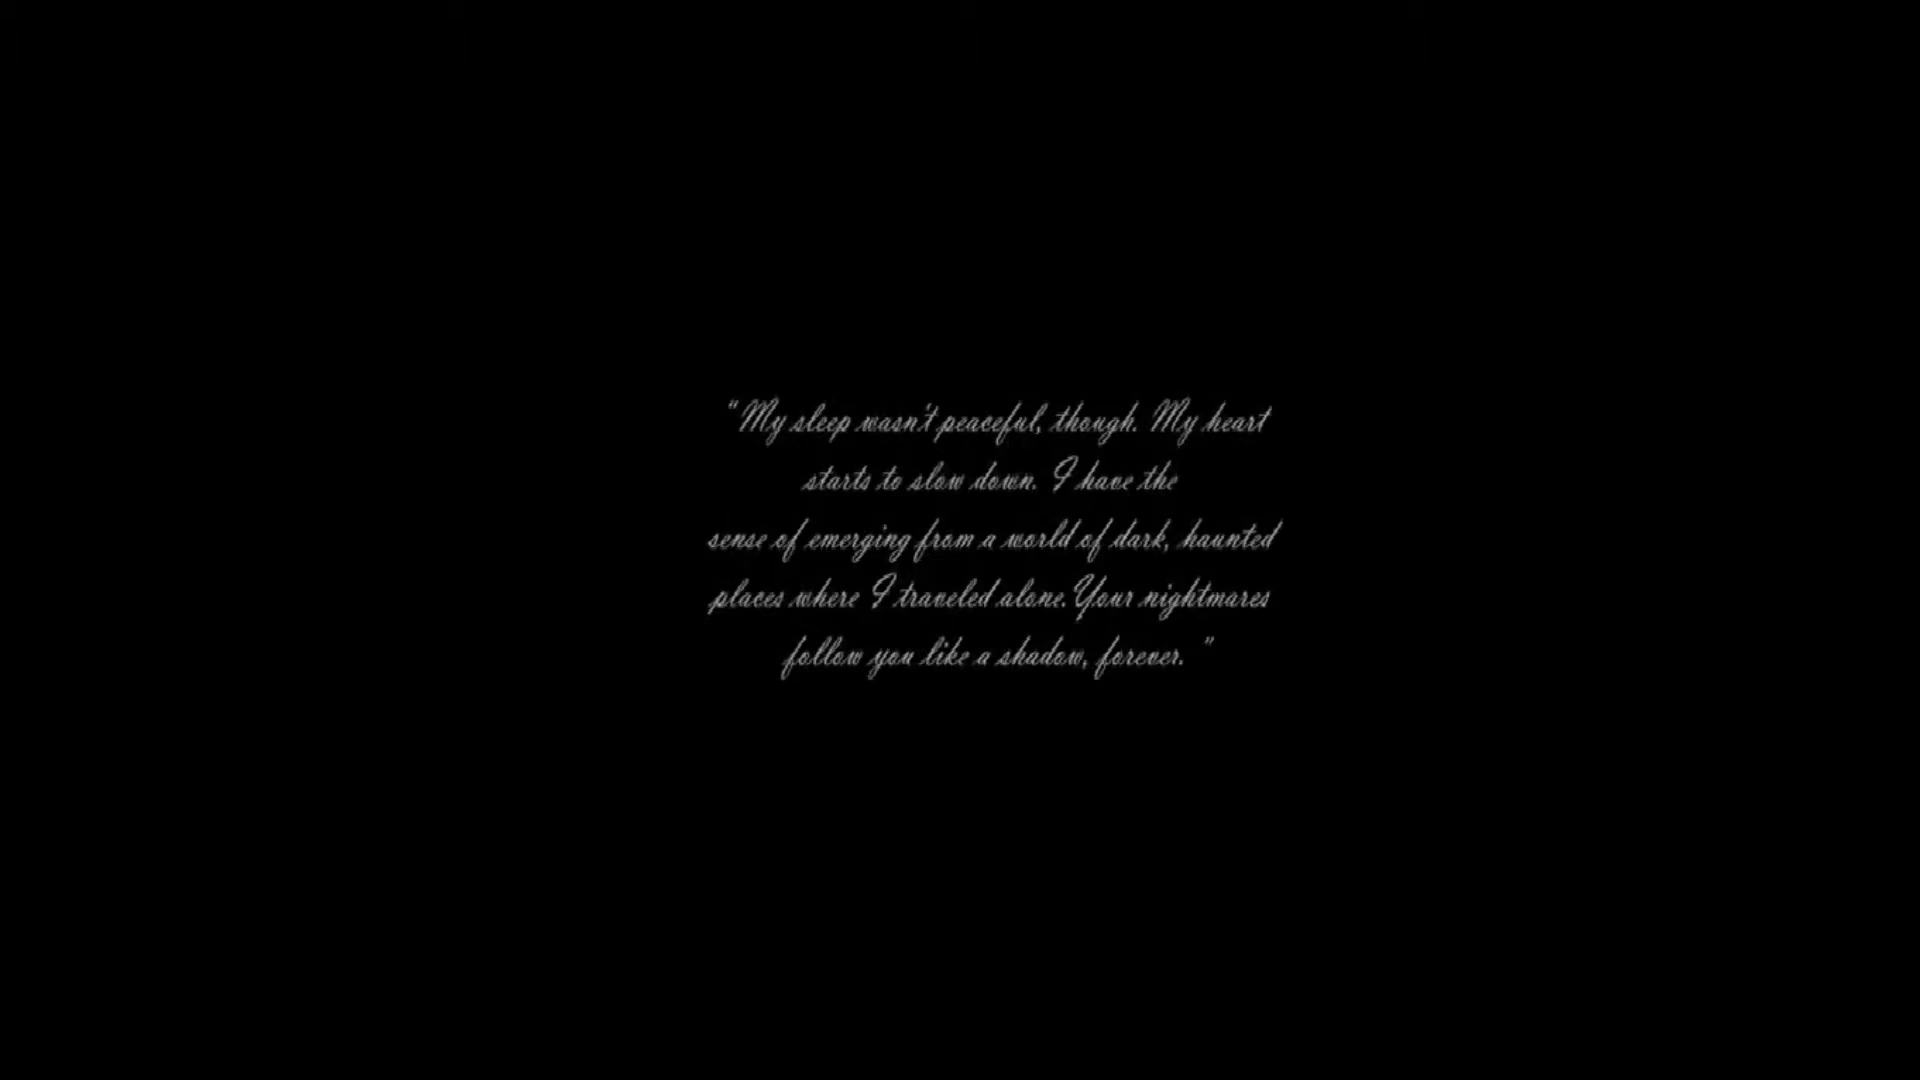 "My sleep wasn't peaceful, though. My heart
starts to slow down. I have the
sense of emerging from a world of dark, haunted
places where I traveled alone. Your nightmares
follow you like a shadow, forever. "